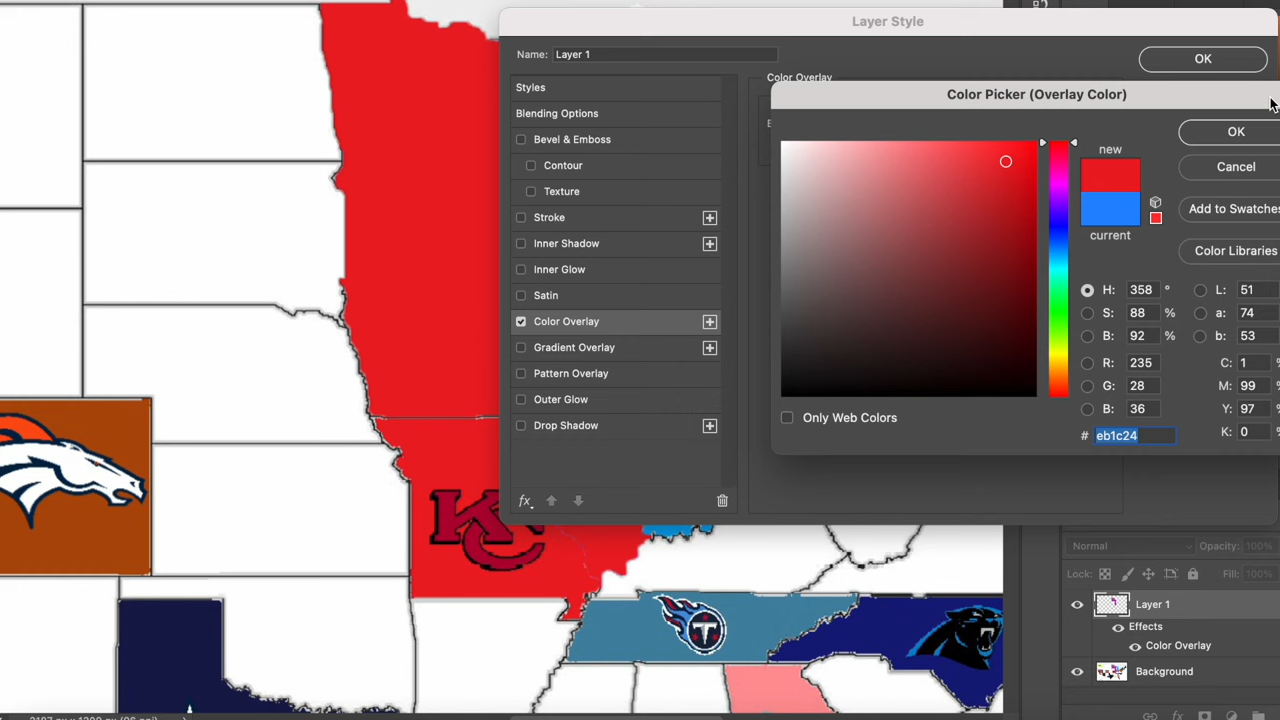 Layer Style
Name: Layer 1
OK
Styles
Color Overlay
Blending Options
Bevel & Emboss
Contour
Texture
Stroke
Inner Shadow
Inner Glow
Satin
Color Overlay
Gradient Overlay
Pattern Overlay
Outer Glow
Drop Shadow
fx
Color Picker (Overlay Color)
new
current
OK
Cancel
Add to Swatches
Color Libraries
H: 358 °
S: 88 %
B: 92 %
R: 235
G: 28
B: 36
# eb1c24
L: 51
a: 74
b: 53
C: 1 %
M: 99 %
Y: 97 %
K: 0 %
Only Web Colors
KC
T
Normal
Opacity: 100%
Lock:
Fill: 100%
Layer 1
Effects
Color Overlay
Background
fx